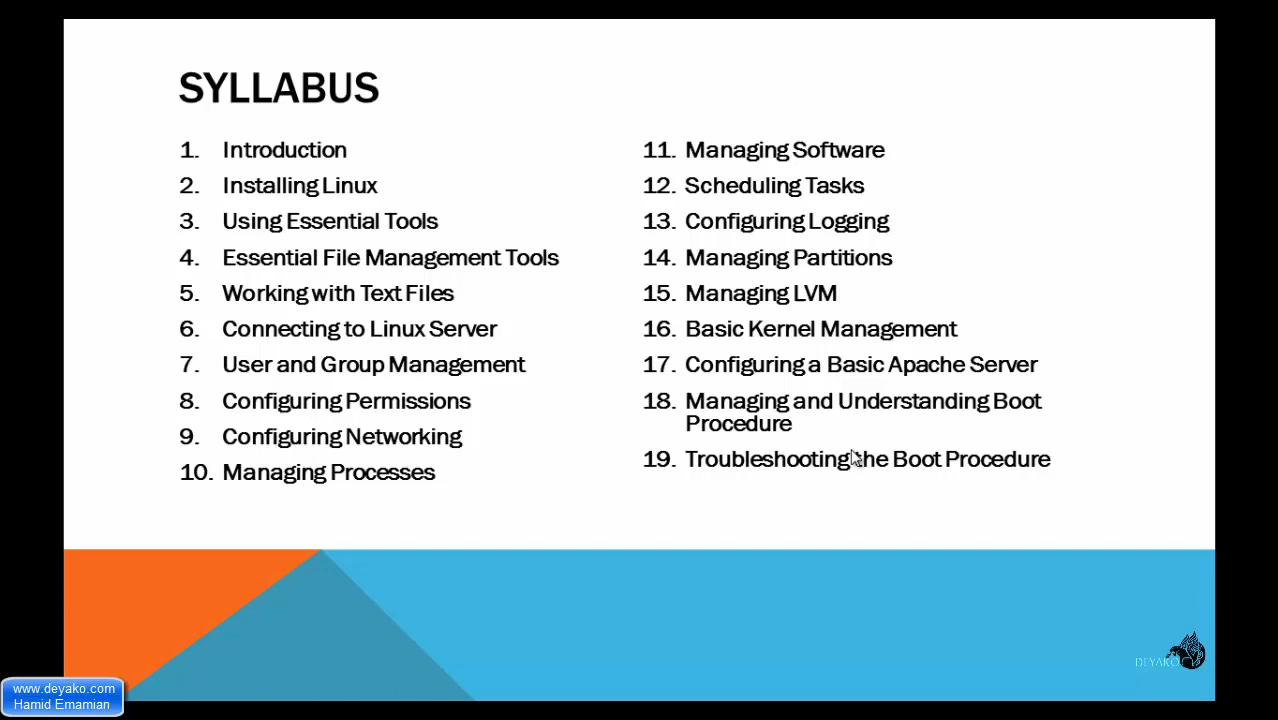 SYLLABUS
1. Introduction
2. Installing Linux
3. Using Essential Tools
4. Essential File Management Tools
5. Working with Text Files
6. Connecting to Linux Server
7. User and Group Management
8. Configuring Permissions
9. Configuring Networking
10. Managing Processes
11. Managing Software
12. Scheduling Tasks
13. Configuring Logging
14. Managing Partitions
15. Managing LVM
16. Basic Kernel Management
17. Configuring a Basic Apache Server
18. Managing and Understanding Boot
Procedure
19. Troubleshooting the Boot Procedure
DEYAKO
www.deyako.com
Hamid Emamian